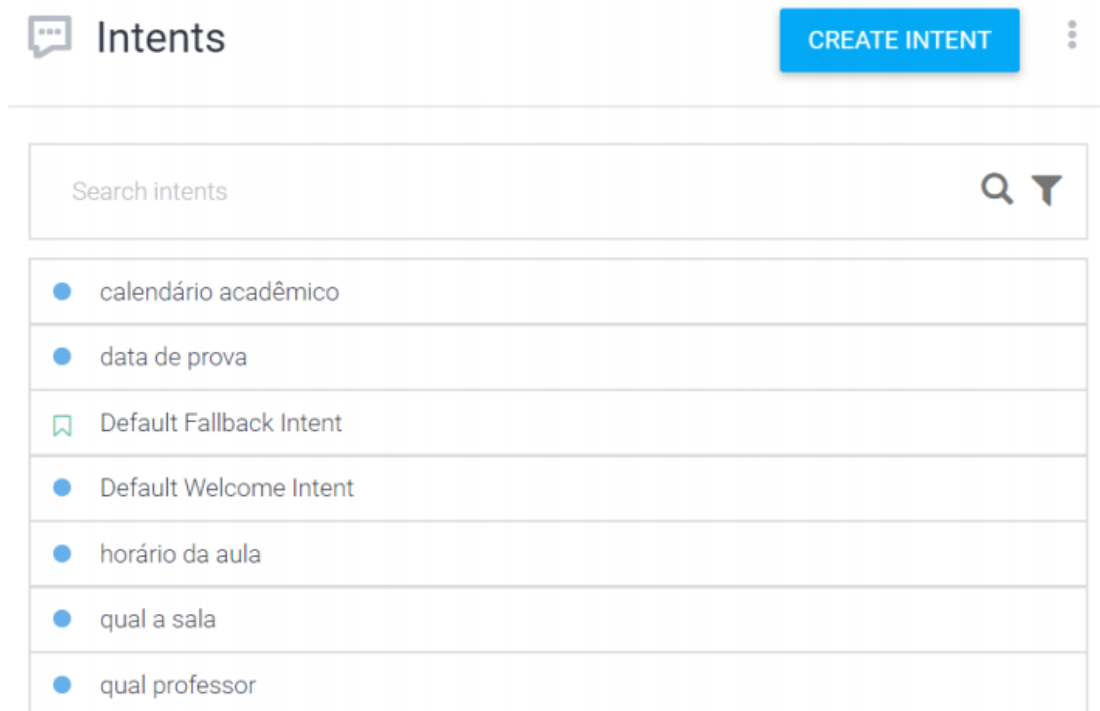 Intents
CREATE INTENT
Search intents
calendário acadêmico
data de prova
Default Fallback Intent
Default Welcome Intent
horário da aula
qual a sala
qual professor